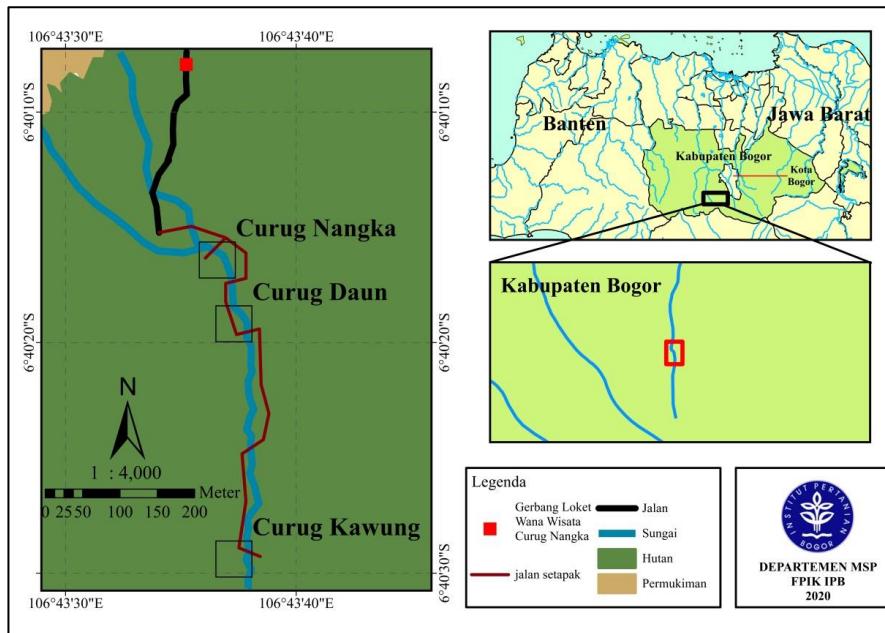 106°43'30"E
106°43'40"E
6°40'10"S
6°40'10"S
Curug Nangka
Curug Daun
6°40'20"S
6°40'20"S
N
1 : 4,000
Meter
0 25 50 100 150 200
Curug Kawung
6°40'30"S
6°40'30"S
106°43'30"E
106°43'40"E
Banten
Jawa Barat
Kabupaten Bogor
Kota
Bogor
Kabupaten Bogor
Legenda
Gerbang Loket
Wana Wisata
Curug Nangka
jalan setapak
Jalan
Sungai
Hutan
Permukiman
INSTITUT PERTANIAN
BOGOR
DEPARTEMEN MSP
FPIK IPB
2020